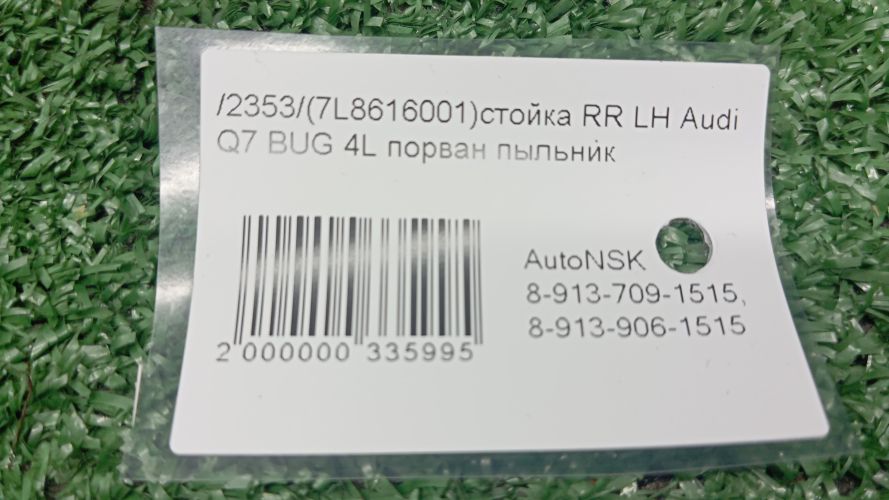 /2353/(7L8616001)стойка RR LH Audi
Q7 BUG 4L порван пыльник
AutoNSK
8-913-709-1515,
8-913-906-1515
2 000000 335995